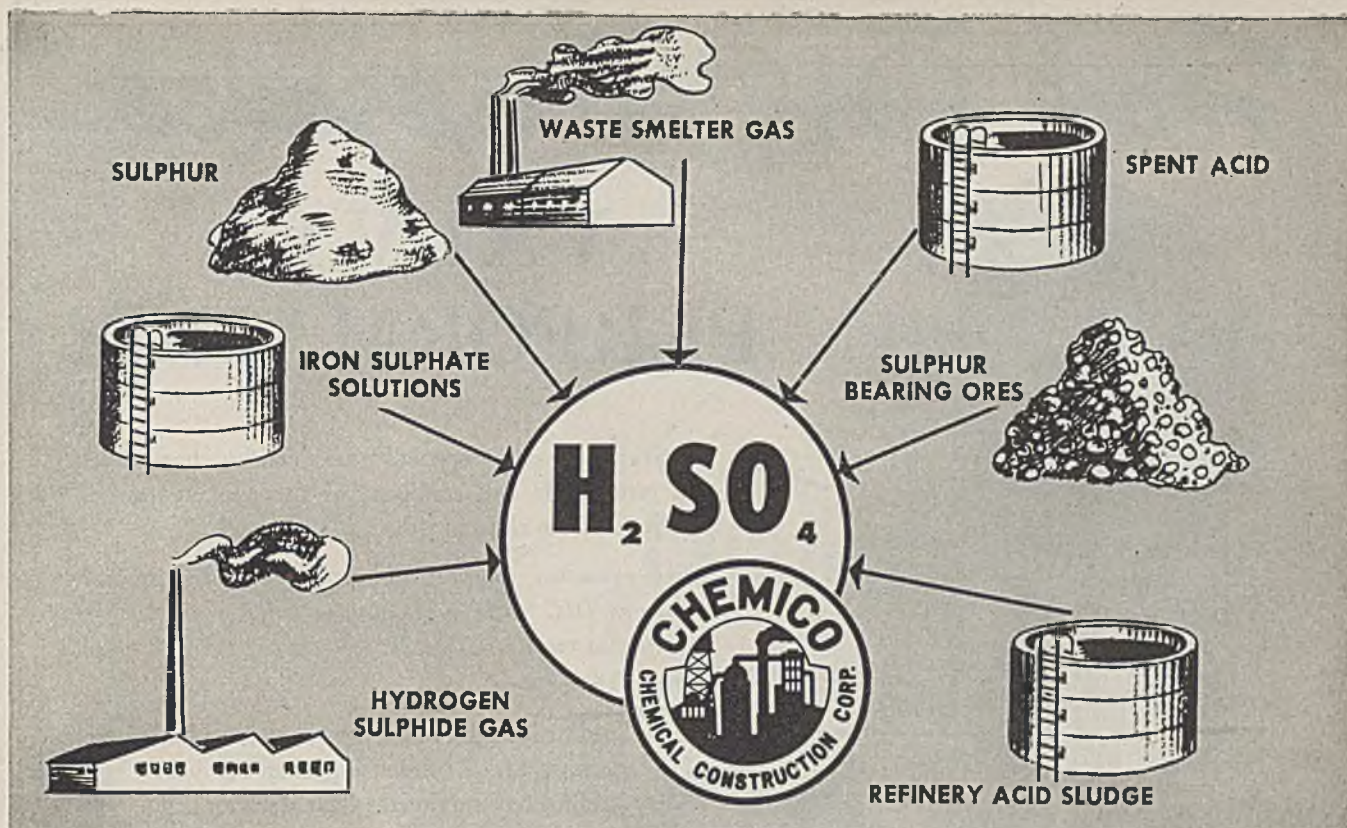 WASTE SMELTER GAS
SULPHUR
SPENT ACID
IRON SULPHATE
SOLUTIONS
SULPHUR
BEARING ORES
H₂SO₄
CHEMICO
CHEMICAL CONSTRUCTION CORP.
HYDROGEN
SULPHIDE GAS
REFINERY ACID SLUDGE